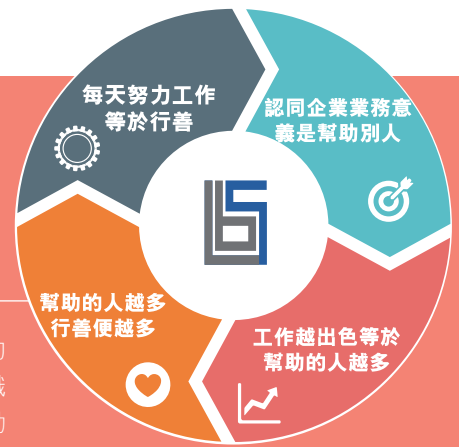 每天努力工作
等於行善
認同企業業務意
義是幫助別人
幫助的人越多
行善便越多
工作越出色等於
幫助的人越多